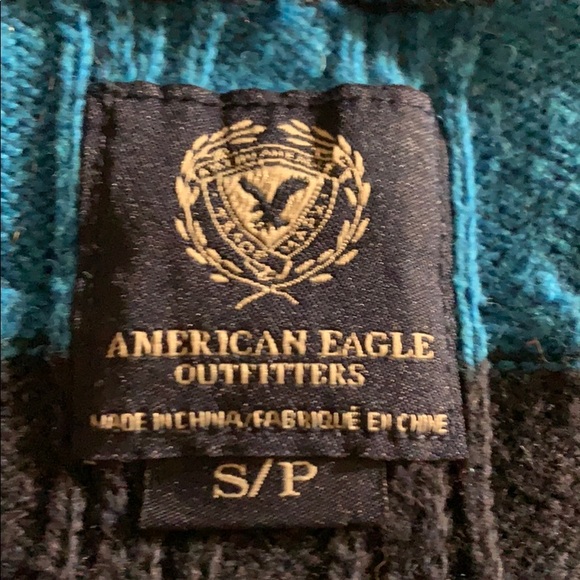 AMERICAN EAGLE
OUTFITTERS
MADE IN CHINA/FABRIQUÉ EN CHINE
S/P